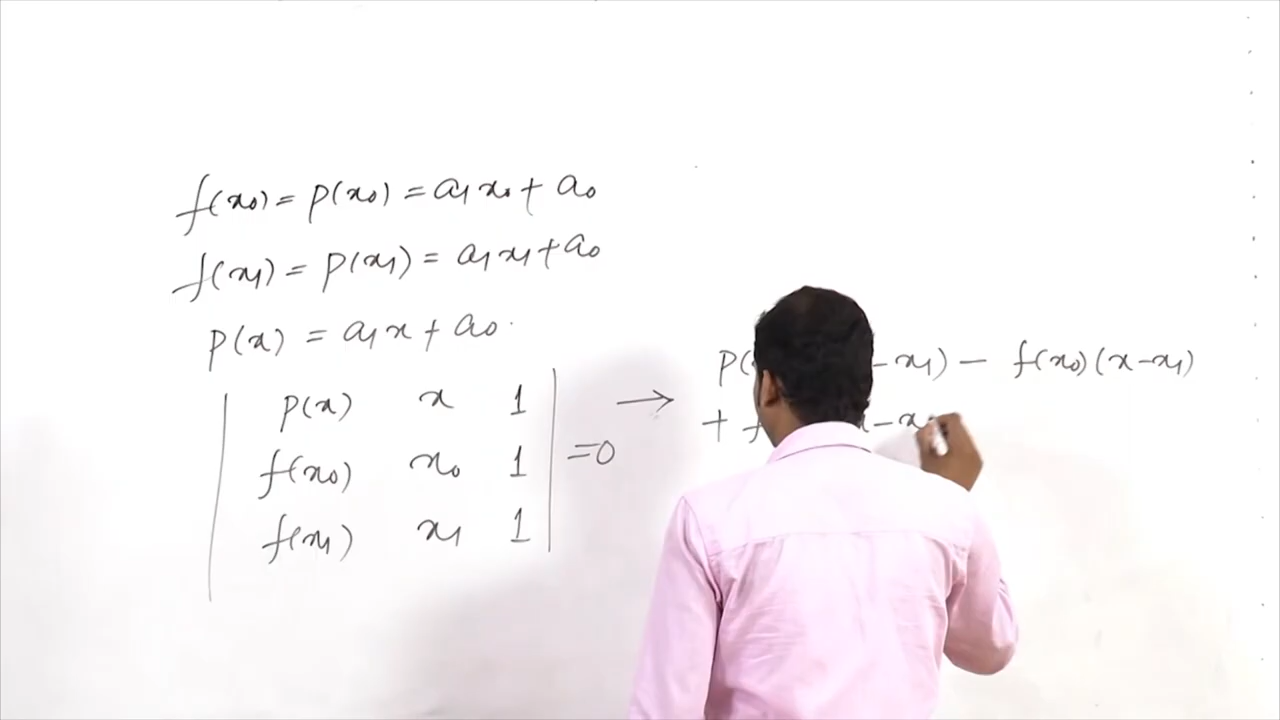 f(x₀) = P(x₀) = a₁x₀ + a₀
f(x₁) = P(x₁) = a₁x₁ + a₀
P(x) = a₁x + a₀.
P(x) x 1
f(x₀) x₀ 1
f(x₁) x₁ 1
=0
→
P( -x₁) - f(x₀)(x-x₁)
+ f -x